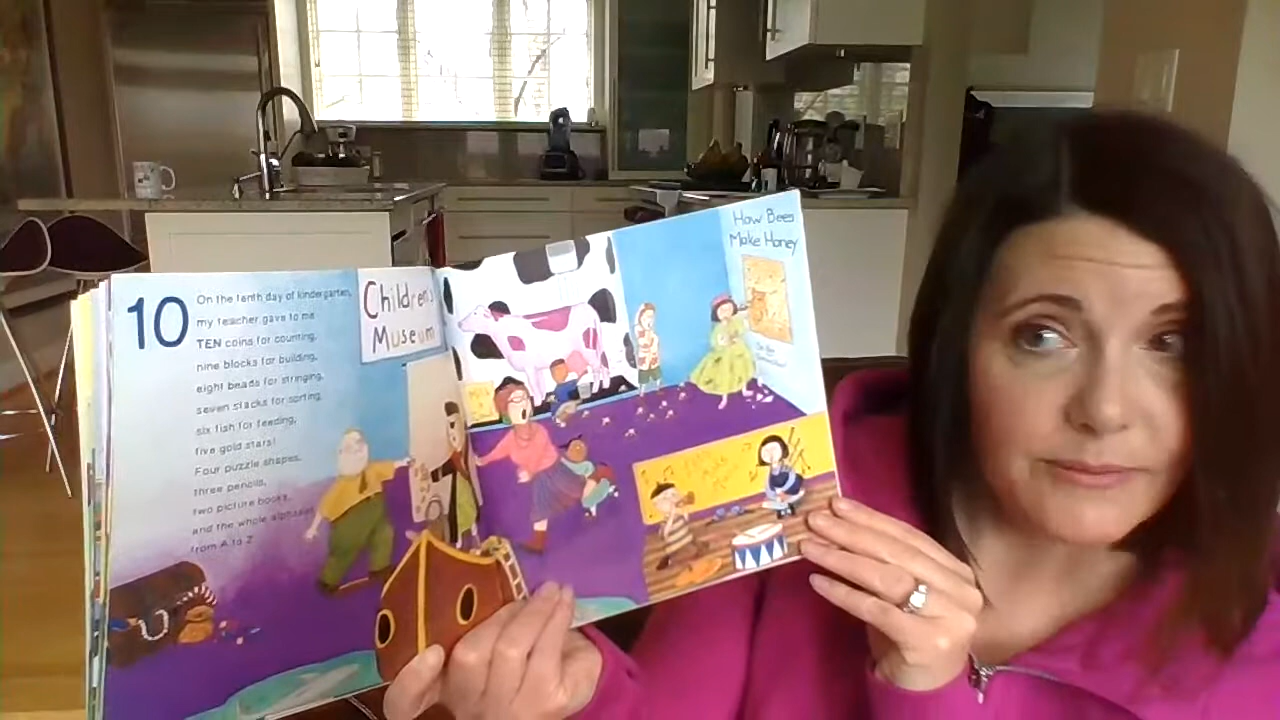 10
On the tenth day of kindergarten,
my teacher gave to me
TEN coins for counting,
nine blocks for building,
eight beads for stringing,
seven stacks for sorting,
six fish for feeding,
five gold stars!
Four puzzle shapes,
three pencils,
two picture books,
and the whole alphabet
from A to Z
Children's
Museum
How Bees
Make Honey
Make